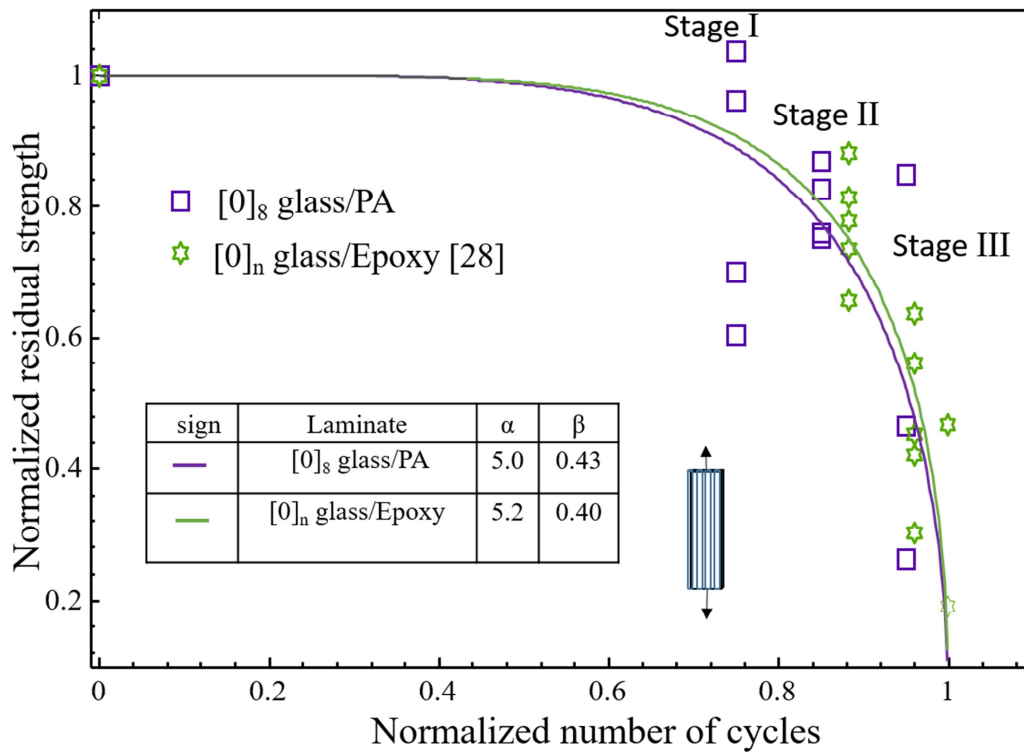 Stage I
1
Stage II
[0]8 glass/PA
0.8
Stage III
[0]n glass/Epoxy [28]
0.6
sign Laminate α β
[0]8 glass/PA 5.0 0.43
0.4
[0]n glass/Epoxy 5.2 0.40
0.2
Normalized residual strength
0 0.2 0.4 0.6 0.8 1
Normalized number of cycles